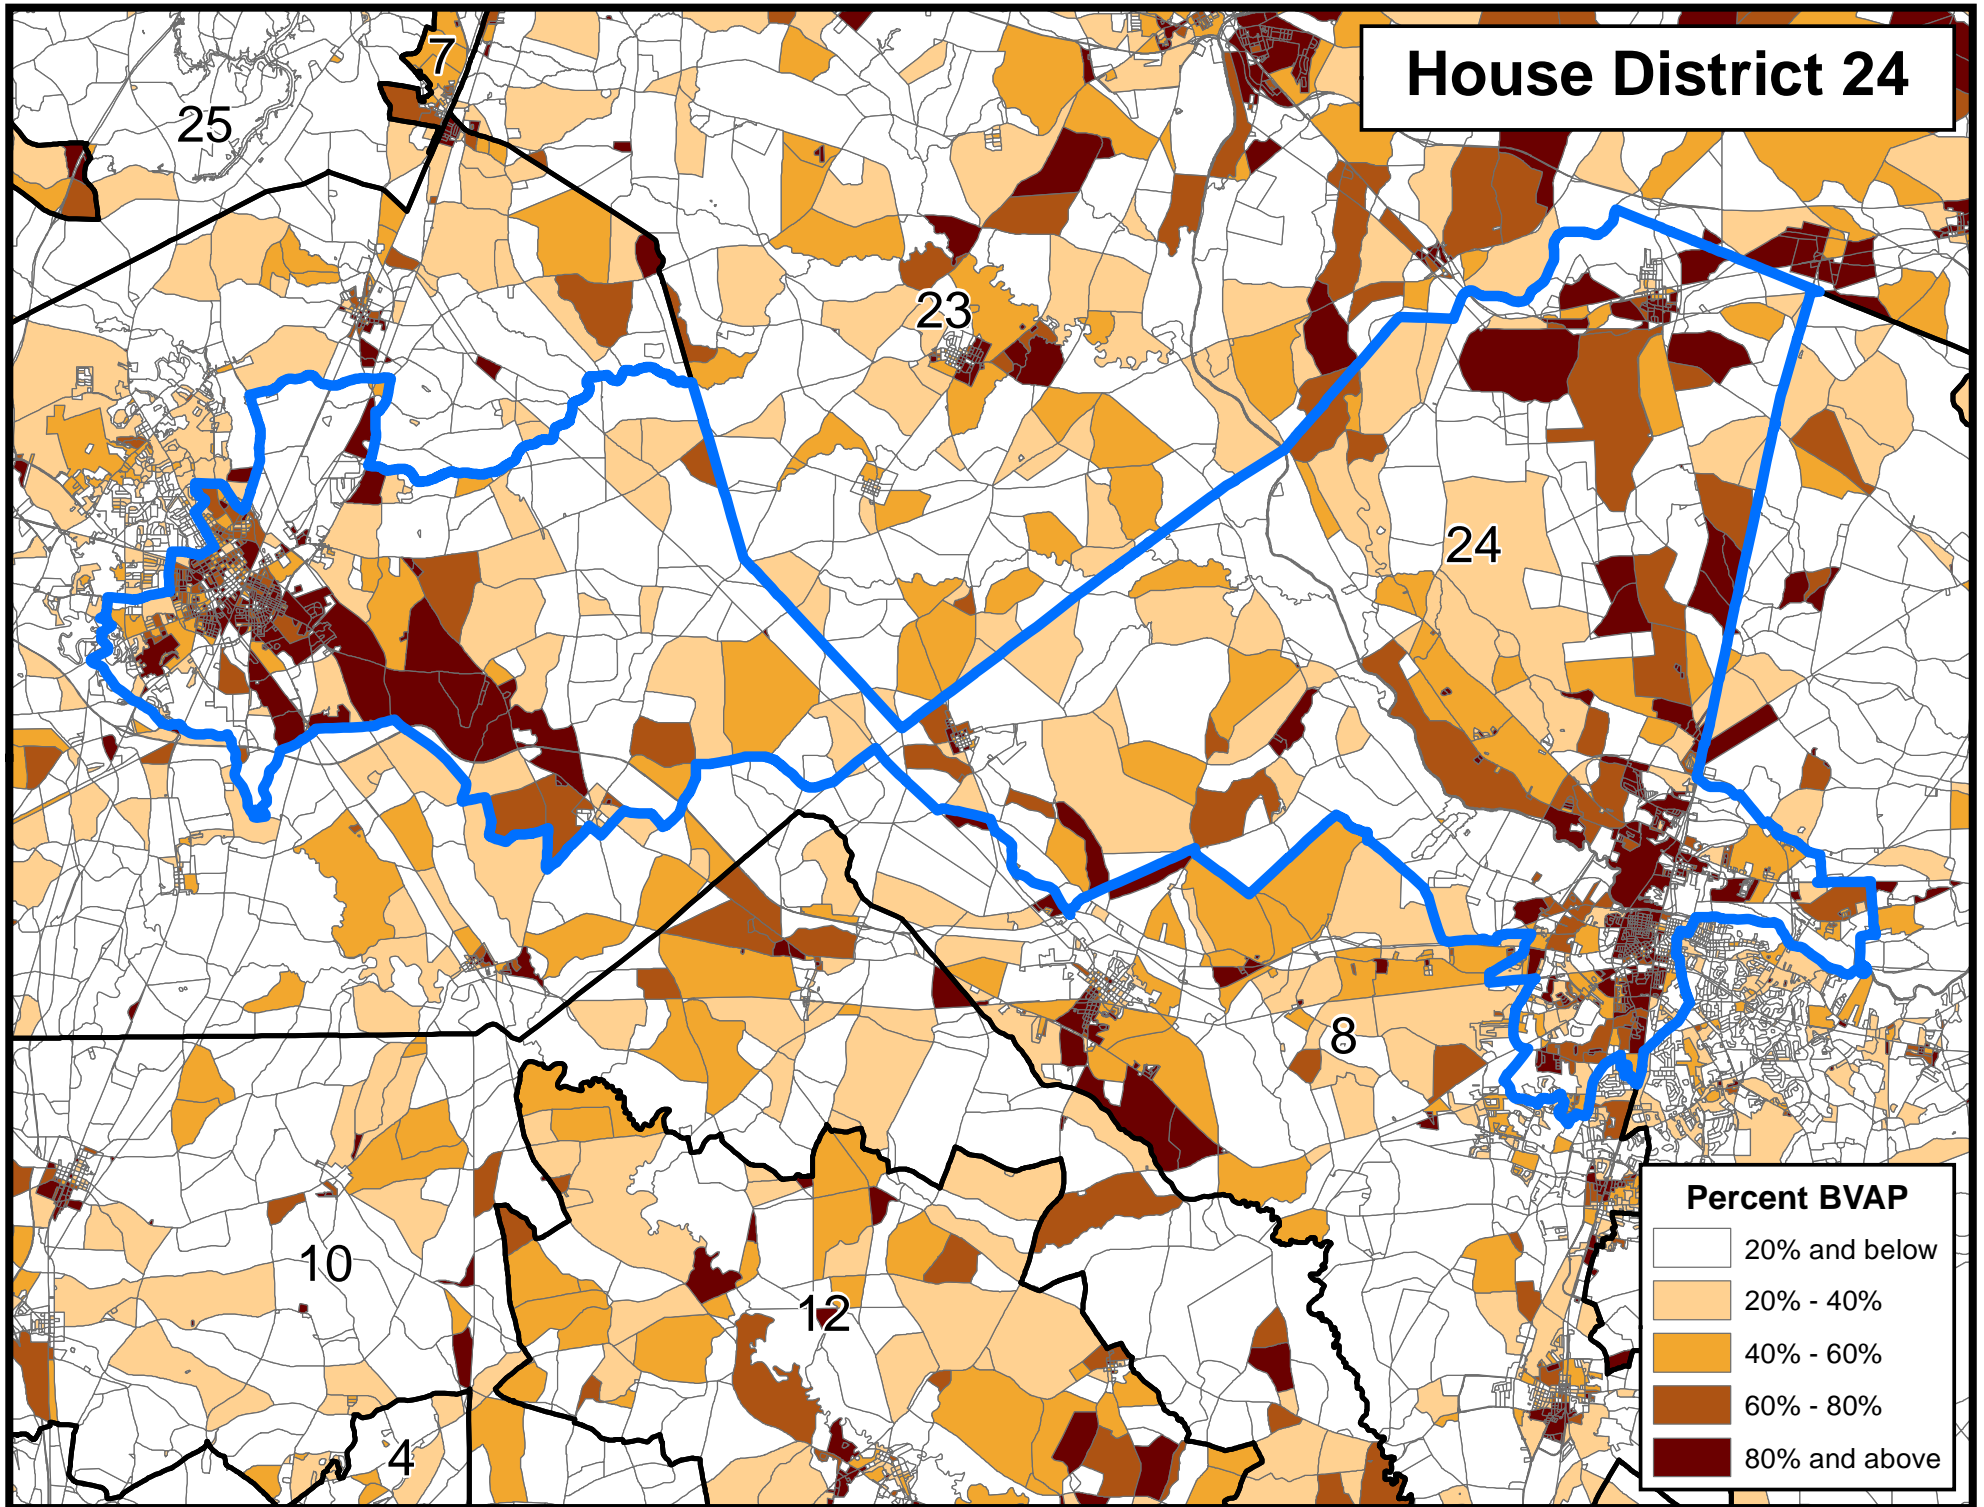 House District 24
7
25
23
24
8
10
12
4
Percent BVAP
20% and below
20% - 40%
40% - 60%
60% - 80%
80% and above